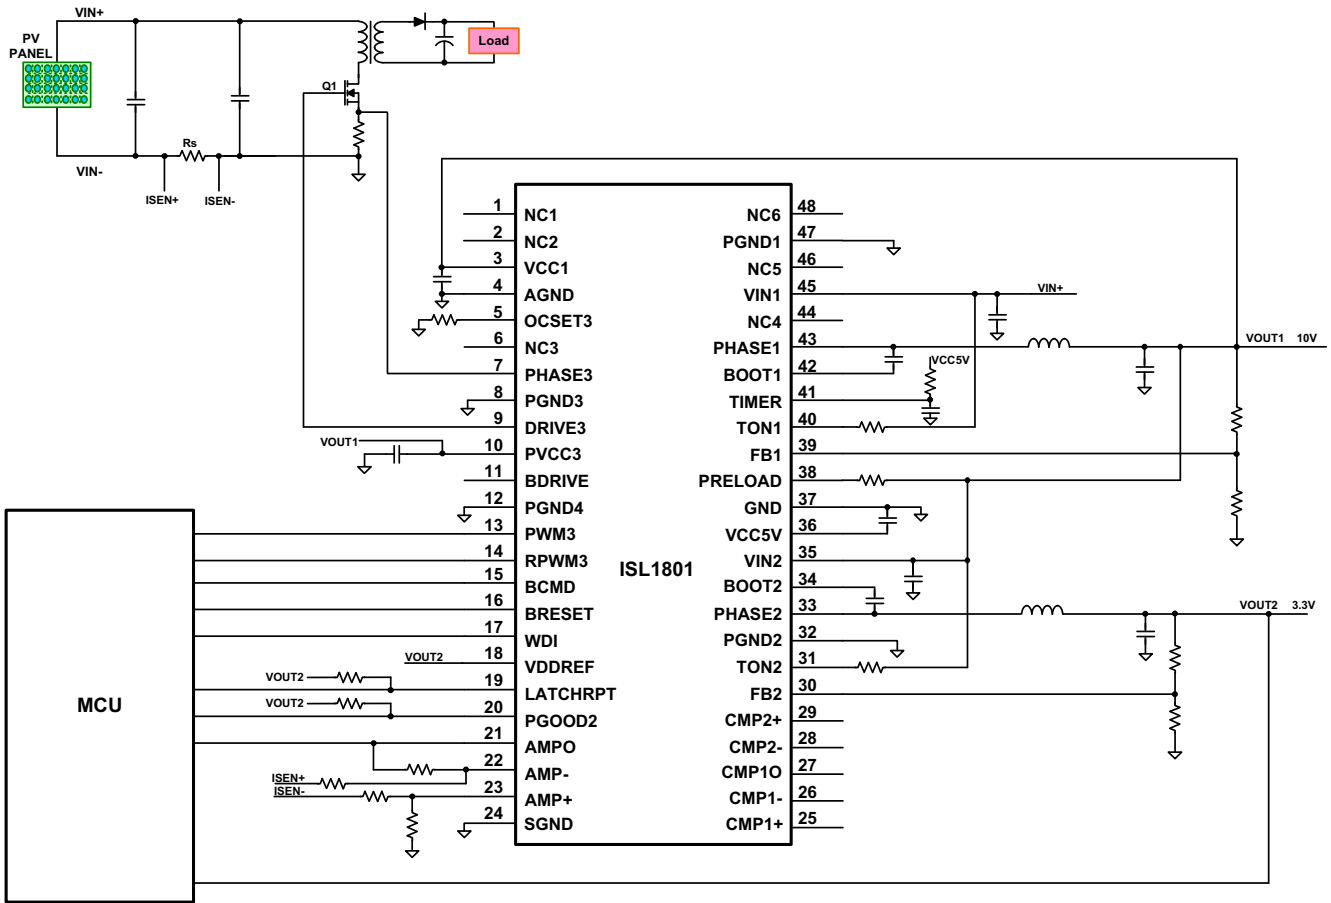 VIN+
PV
PANEL
Load
Q1
Rs
VIN-
ISEN+
ISEN-
1 NC1
2 NC2
3 VCC1
4 AGND
5 OCSET3
6 NC3
7 PHASE3
8 PGND3
9 DRIVE3
VOUT1
10 PVCC3
11 BDRIVE
12 PGND4
13 PWM3
14 RPWM3
15 BCMD
16 BRESET
17 WDI
VOUT2
18 VDDREF
VOUT2
19 LATCHRPT
VOUT2
20 PGOOD2
21 AMPO
22 AMP-
ISEN+
ISEN-
23 AMP+
24 SGND
MCU
ISL1801
NC6 48
PGND1 47
NC5 46
VIN1 45
VIN+
NC4 44
PHASE1 43
VOUT1 10V
BOOT1 42
VCC5V
TIMER 41
TON1 40
FB1 39
PRELOAD 38
GND 37
VCC5V 36
VIN2 35
BOOT2 34
PHASE2 33
VOUT2 3.3V
PGND2 32
TON2 31
FB2 30
CMP2+ 29
CMP2- 28
CMP1O 27
CMP1- 26
CMP1+ 25